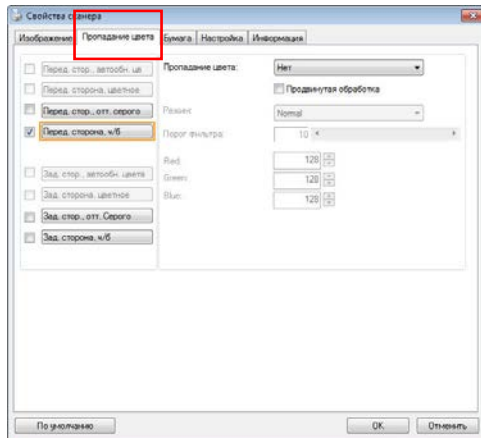 Свойства сканера
Изображение Пропадание цвета Бумага Настройка Информация
Перед. стор., автообн. цв
Перед. сторона, цветное
Перед. стор., отт. серого
Перед. сторона, ч/б
Зад. стор., автообн. цвета
Зад. сторона, цветное
Зад. стор., отт. Серого
Зад. сторона, ч/б
Пропадание цвета: Нет
Продвинутая обработка
Режим: Normal
Порог фильтра: 10
Red: 128
Green: 128
Blue: 128
По умолчанию OK Отменить